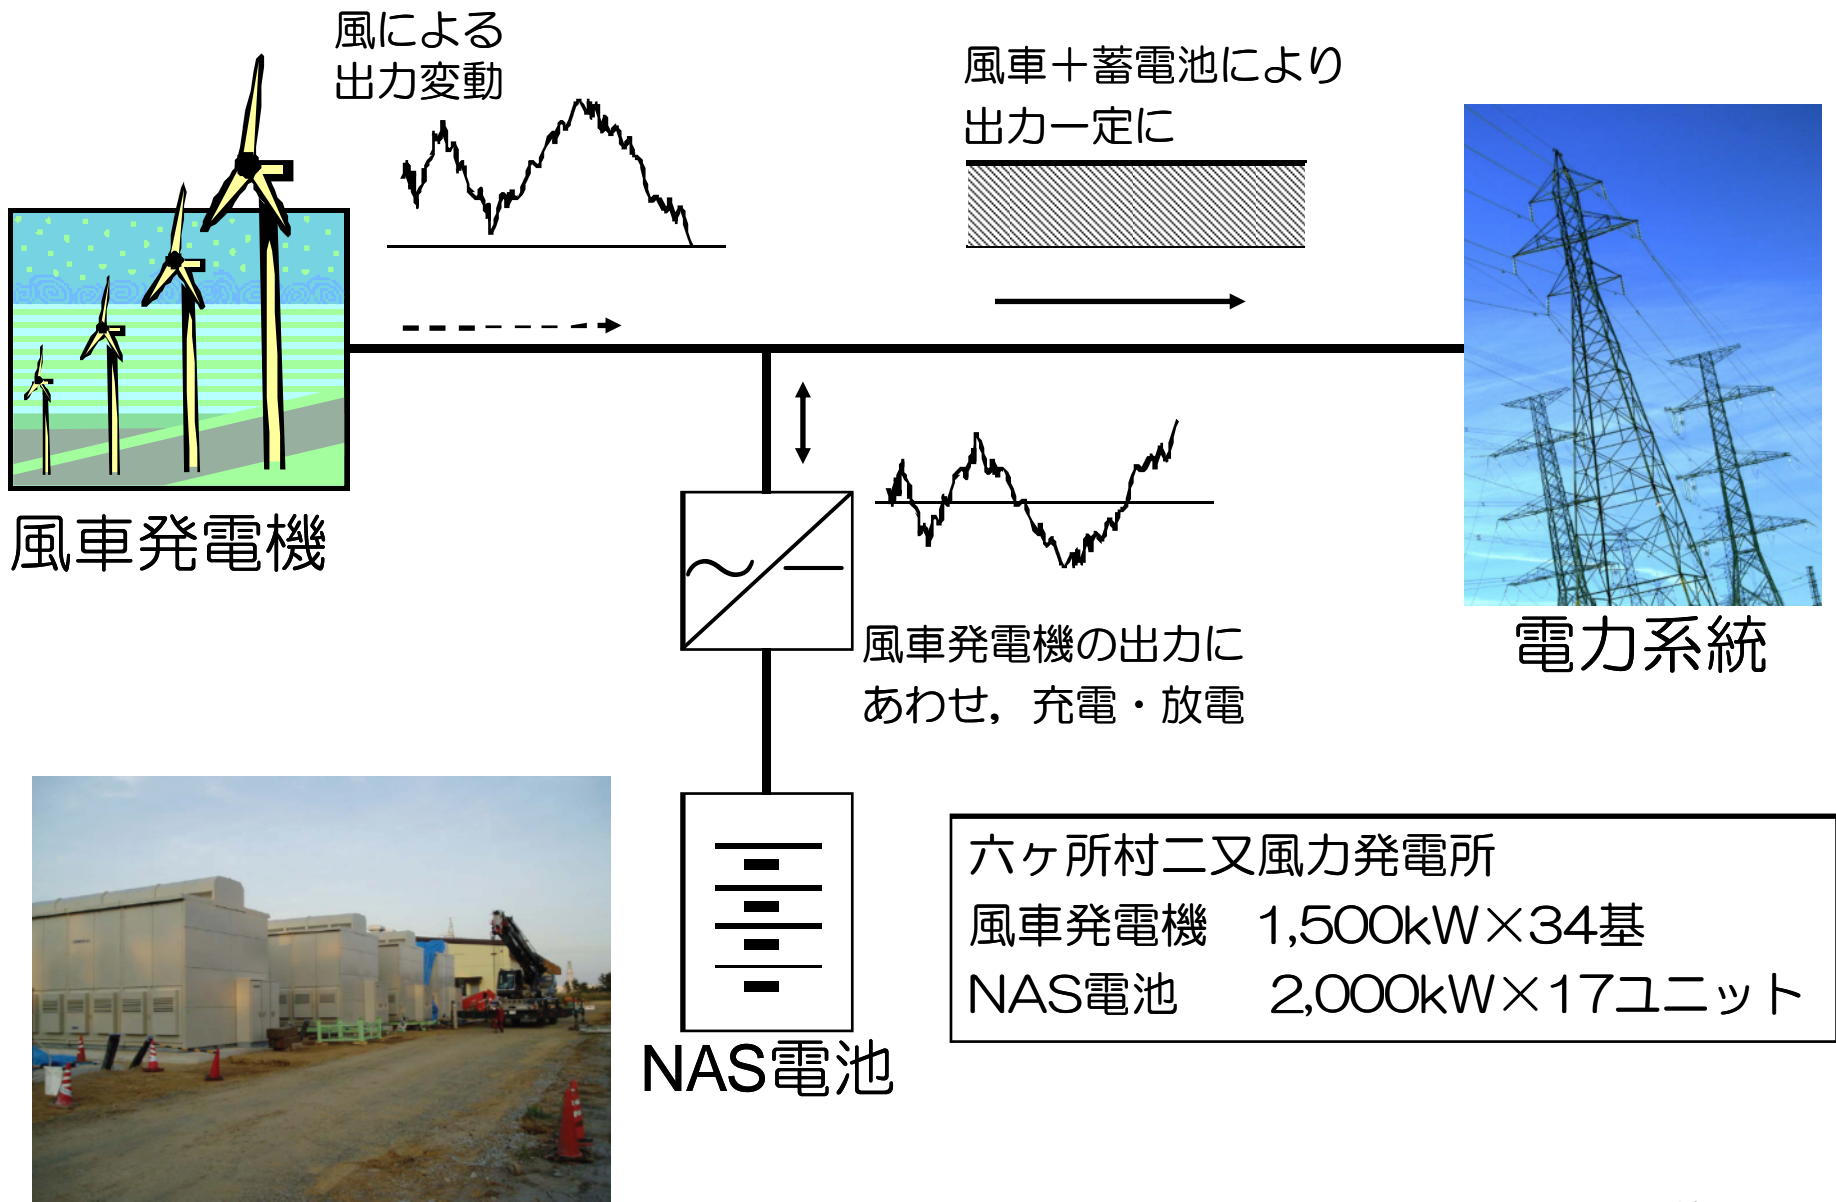 風による
出力変動
風車＋蓄電池により
出力一定に
風車発電機
電力系統
風車発電機の出力に
あわせ，充電・放電
NAS電池
六ヶ所村二又風力発電所
風車発電機　1,500kW×34基
NAS電池　2,000kW×17ユニット